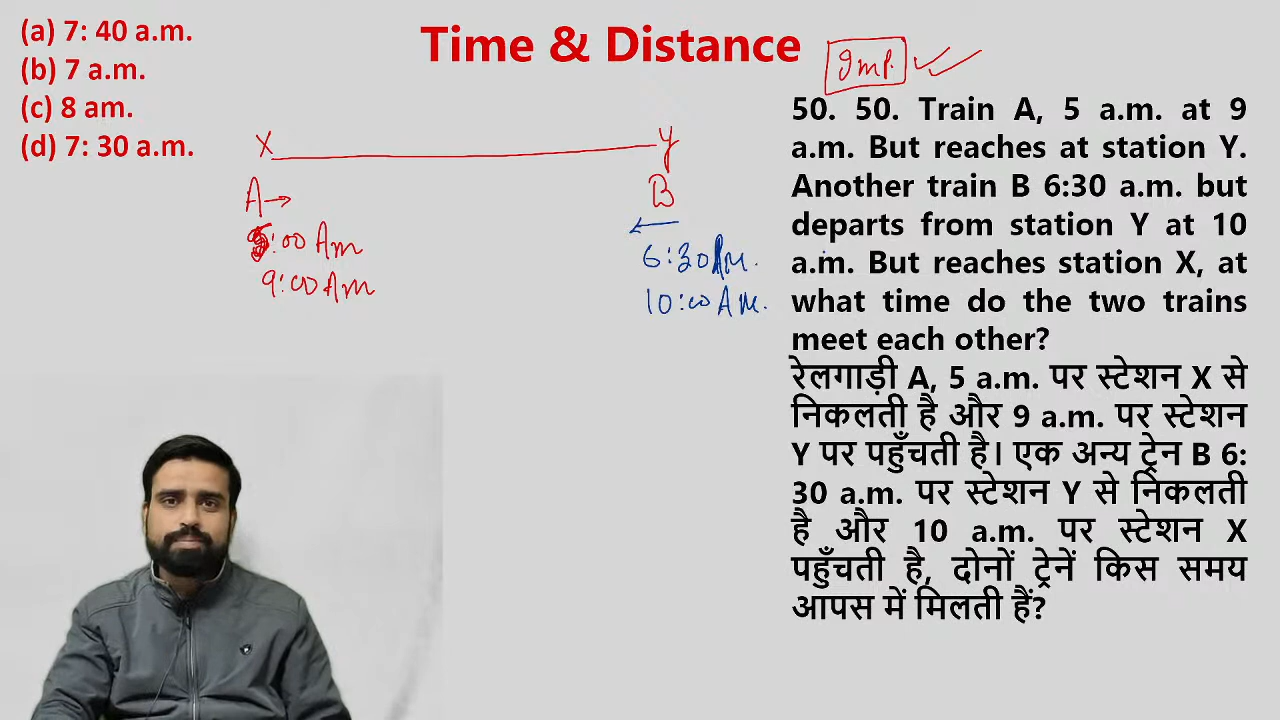 (a) 7: 40 a.m.
(b) 7 a.m.
(c) 8 am.
(d) 7: 30 a.m.
Time & Distance
Imp.
X
Y
A
B
5:00 Am
9:00 Am
6:30 AM.
10:00 AM.
50. 50. Train A, 5 a.m. at 9
a.m. But reaches at station Y.
Another train B 6:30 a.m. but
departs from station Y at 10
a.m. But reaches station X, at
what time do the two trains
meet each other?
रेलगाड़ी A, 5 a.m. पर स्टेशन X से
निकलती है और 9 a.m. पर स्टेशन
Y पर पहुँचती है। एक अन्य ट्रेन B 6:
30 a.m. पर स्टेशन Y से निकलती
है और 10 a.m. पर स्टेशन X
पहुँचती है, दोनों ट्रेनें किस समय
आपस में मिलती हैं?